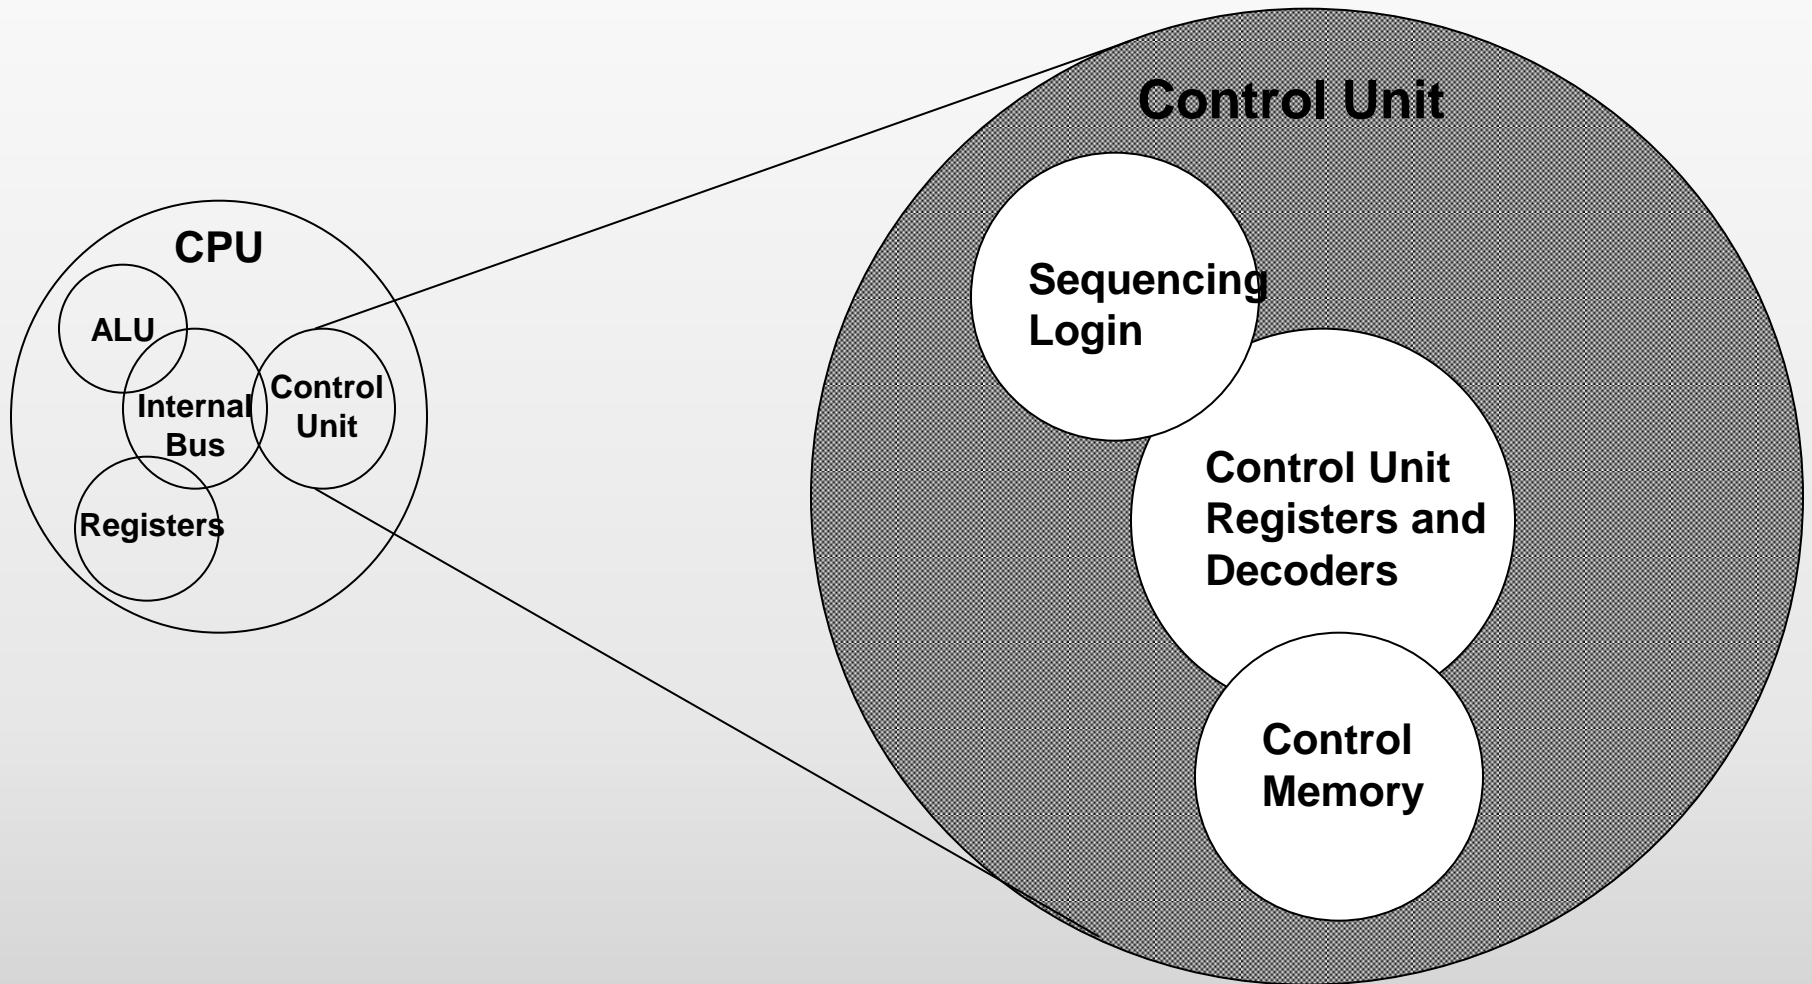 CPU
ALU
Internal
Bus
Control
Unit
Registers
Control Unit
Sequencing
Login
Control Unit
Registers and
Decoders
Control
Memory